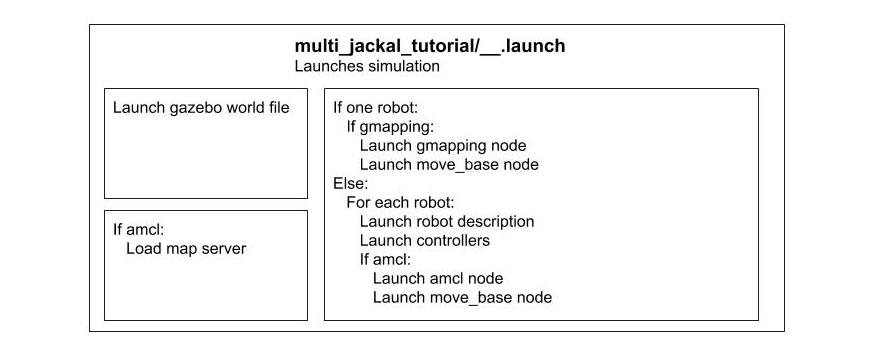 multi_jackal_tutorial/__.launch
Launches simulation
Launch gazebo world file
If amcl:
Load map server
If one robot:
If gmapping:
Launch gmapping node
Launch move_base node
Else:
For each robot:
Launch robot description
Launch controllers
If amcl:
Launch amcl node
Launch move_base node